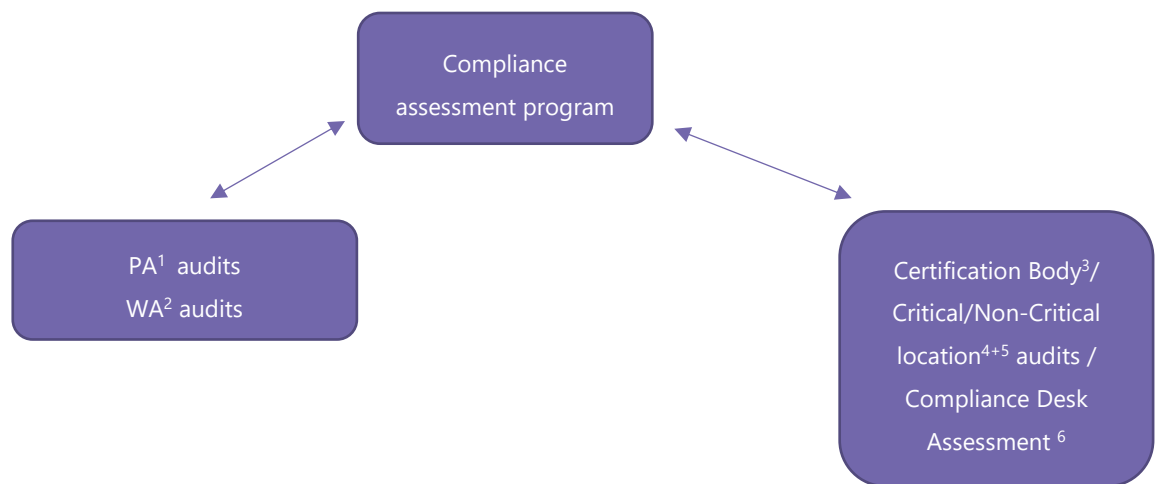 Compliance
assessment program
PA¹ audits
WA² audits
Certification Body³/
Critical/Non-Critical
location⁴⁺⁵ audits /
Compliance Desk
Assessment ⁶